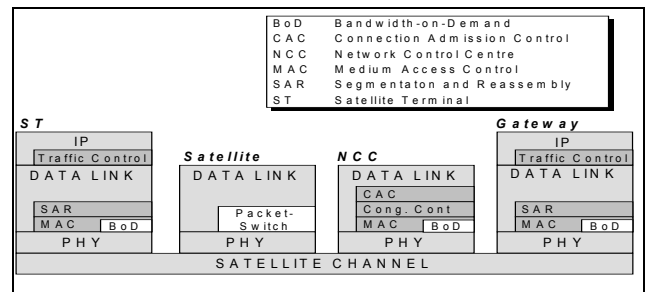 BoD Bandwidth-on-Demand
CAC Connection Admission Control
NCC Network Control Centre
MAC Medium Access Control
SAR Segmentaton and Reassembly
ST Satellite Terminal
ST
IP
Traffic Control
DATA LINK
SAR
MAC BoD
PHY
Satellite
DATA LINK
Packet-
Switch
PHY
NCC
DATA LINK
CAC
Cong. Cont
MAC BoD
PHY
Gateway
IP
Traffic Control
DATA LINK
SAR
MAC BoD
PHY
SATELLITE CHANNEL